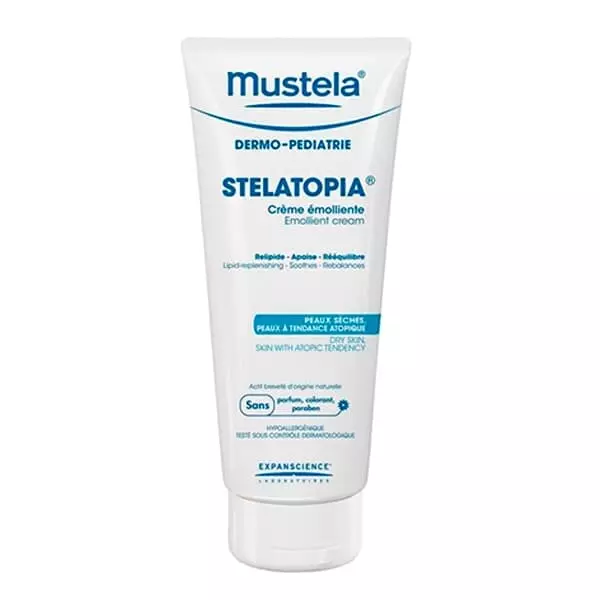 mustela®
DERMO-PEDIATRIE
STELATOPIA®
Crème émolliente
Emollient cream
Relipide - Apaise - Rééquilibre
Lipid-replenishing - Soothes - Rebalances
PEAUX SÈCHES,
PEAUX À TENDANCE ATOPIQUE
DRY SKIN,
SKIN WITH ATOPIC TENDENCY
Actif breveté d'origine naturelle
Sans parfum, colorant,
paraben
HYPOALLERGÉNIQUE
TESTÉ SOUS CONTRÔLE DERMATOLOGIQUE
EXPANSCIENCE®
LABORATOIRES